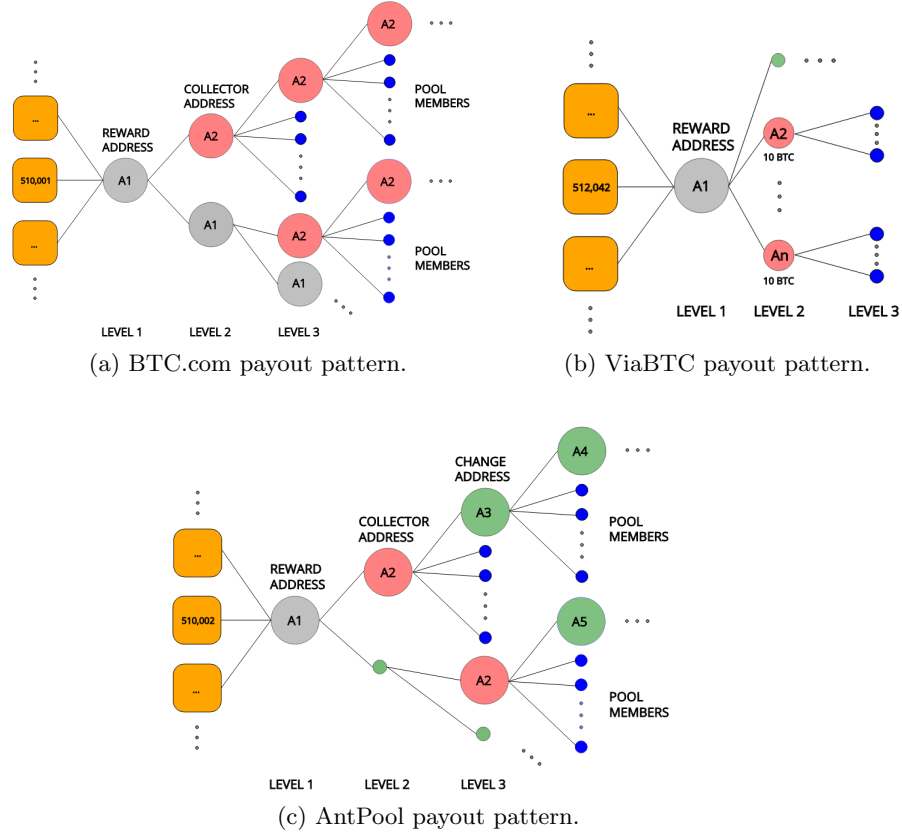 A2
COLLECTOR
ADDRESS
A2
POOL
MEMBERS
...
REWARD
ADDRESS
A2
510,001
A1
A2
...
A1
A2
POOL
MEMBERS
A1
LEVEL 1
LEVEL 2
LEVEL 3
(a) BTC.com payout pattern.
...
REWARD
ADDRESS
A2
10 BTC
512,042
A1
...
An
10 BTC
LEVEL 1
LEVEL 2
LEVEL 3
(b) ViaBTC payout pattern.
A4
CHANGE
ADDRESS
A3
COLLECTOR
ADDRESS
POOL
MEMBERS
...
REWARD
ADDRESS
A2
510,002
A1
A5
...
A2
POOL
MEMBERS
LEVEL 1
LEVEL 2
LEVEL 3
(c) AntPool payout pattern.